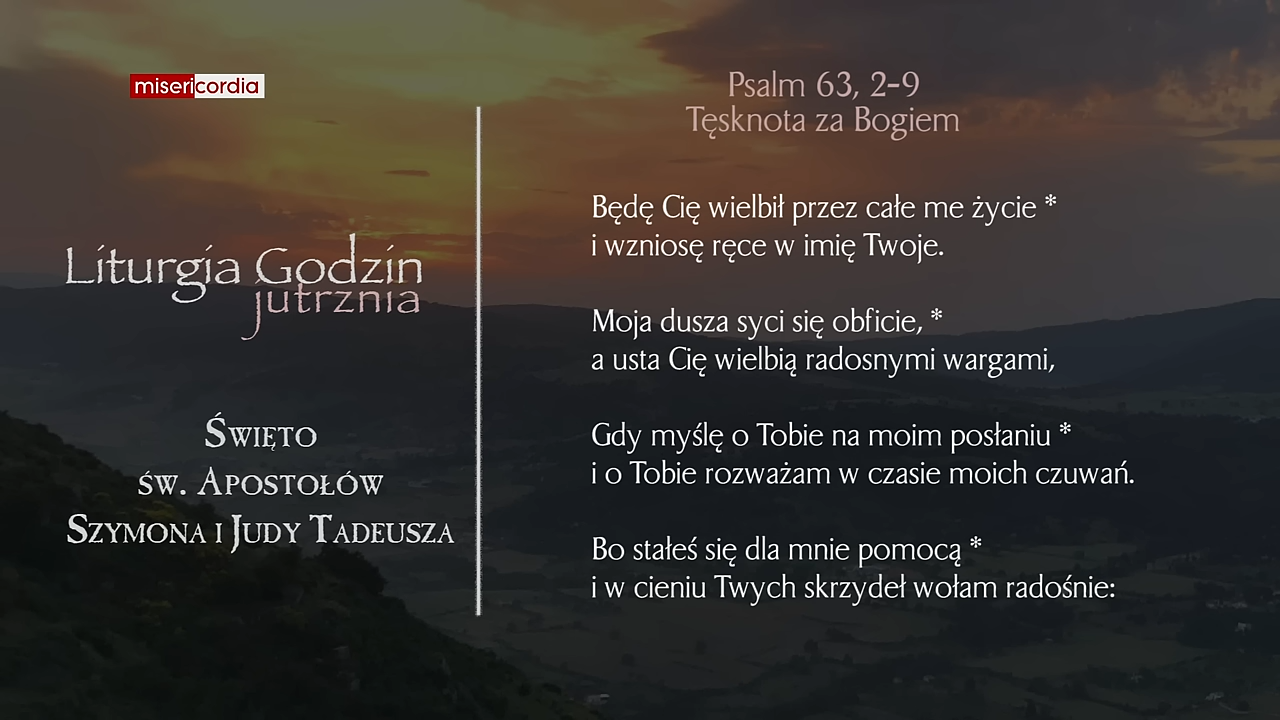 misericordia
Liturgia Godzin
jutrznia
Święto
św. Apostołów
Szymona i Judy Tadeusza
Psalm 63, 2-9
Tęsknota za Bogiem
Będę Cię wielbił przez całe me życie *
i wzniosę ręce w imię Twoje.
Moja dusza syci się obficie, *
a usta Cię wielbią radosnymi wargami,
Gdy myślę o Tobie na moim posłaniu *
i o Tobie rozważam w czasie moich czuwań.
Bo stałeś się dla mnie pomocą *
i w cieniu Twych skrzydeł wołam radośnie: